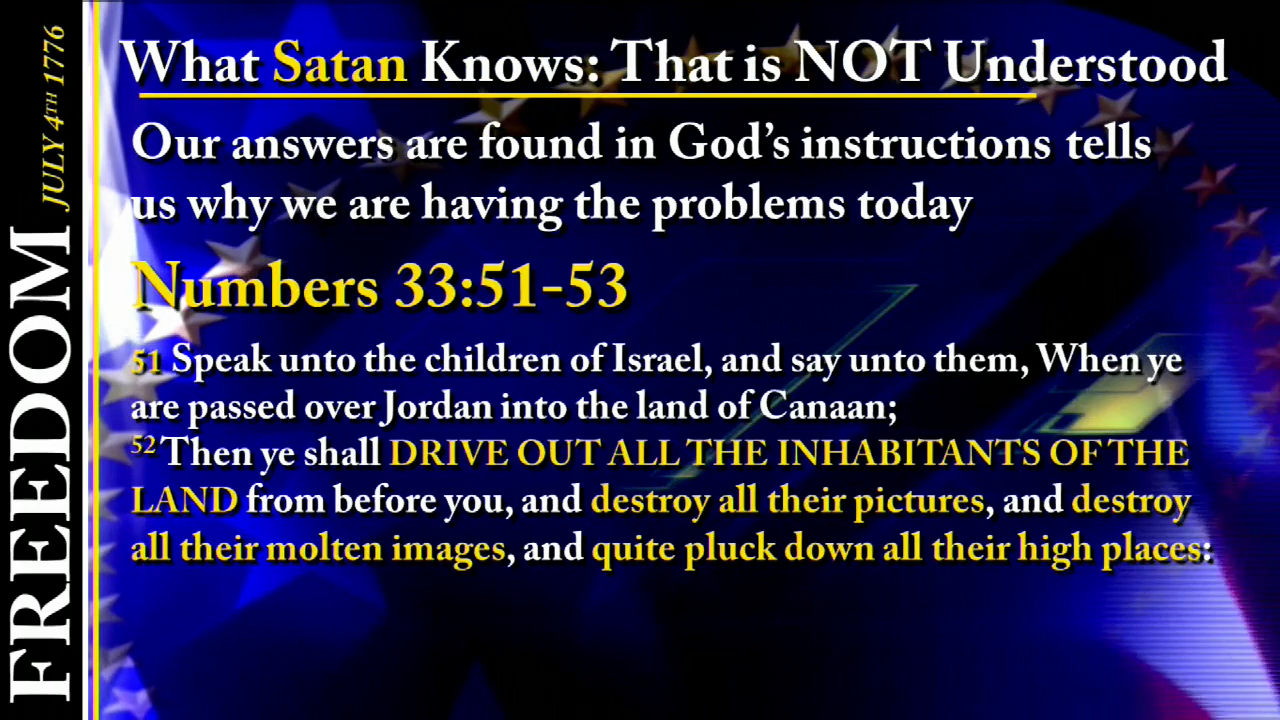 FREEDOM JULY 4TH 1776
What Satan Knows: That is NOT Understood
Our answers are found in God's instructions tells
us why we are having the problems today
Numbers 33:51-53
51 Speak unto the children of Israel, and say unto them, When ye
are passed over Jordan into the land of Canaan;
52 Then ye shall DRIVE OUT ALL THE INHABITANTS OF THE
LAND from before you, and destroy all their pictures, and destroy
all their molten images, and quite pluck down all their high places: